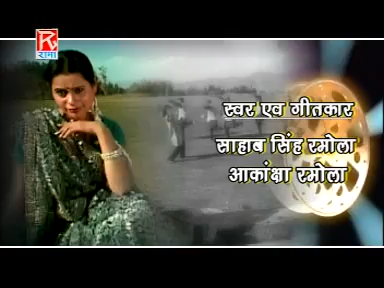 R
रामा
स्वर एव गीतकार
साहाब सिंह रमोला
आकांक्षा रमोला